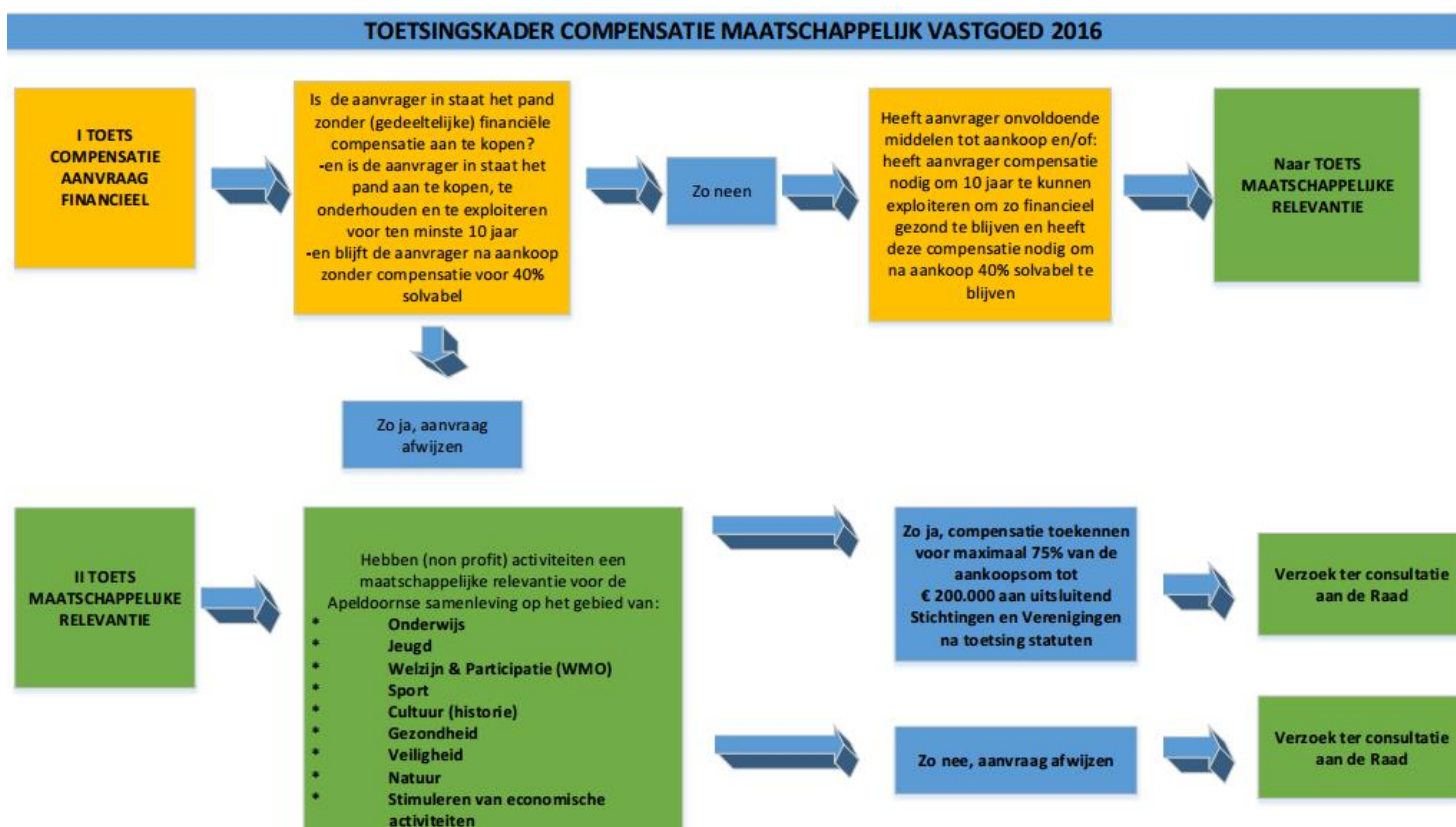 TOETSINGSKADER COMPENSATIE MAATSCHAPPELIJK VASTGOED 2016
I TOETS
COMPENSATIE
AANVRAAG
FINANCIEEL
Is de aanvrager in staat het pand
zonder (gedeeltelijke) financiële
compensatie aan te kopen?
-en is de aanvrager in staat het
pand aan te kopen, te
onderhouden en te exploiteren
voor ten minste 10 jaar
-en blijft de aanvrager na aankoop
zonder compensatie voor 40%
solvabel
Zo neen
Heeft aanvrager onvoldoende
middelen tot aankoop en/of:
heeft aanvrager compensatie
nodig om 10 jaar te kunnen
exploiteren om zo financieel
gezond te blijven en heeft
deze compensatie nodig om
na aankoop 40% solvabel te
blijven
Naar TOETS
MAATSCHAPPELIJKE
RELEVANTIE
Zo ja, aanvraag
afwijzen
II TOETS
MAATSCHAPPELIJKE
RELEVANTIE
Hebben (non profit) activiteiten een
maatschappelijke relevantie voor de
Apeldoornse samenleving op het gebied van:
* Onderwijs
* Jeugd
* Welzijn & Participatie (WMO)
* Sport
* Cultuur (historie)
* Gezondheid
* Veiligheid
* Natuur
* Stimuleren van economische
activiteiten
Zo ja, compensatie toekennen
voor maximaal 75% van de
aankoopsom tot
€ 200.000 aan uitsluitend
Stichtingen en Verenigingen
na toetsing statuten
Verzoek ter consultatie
aan de Raad
Zo nee, aanvraag afwijzen
Verzoek ter consultatie
aan de Raad